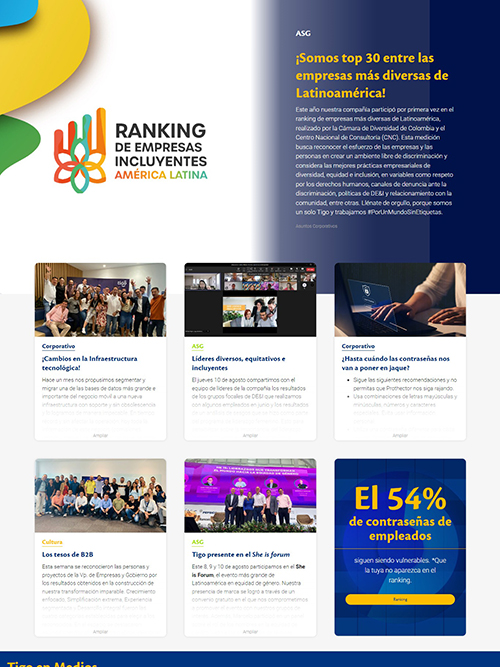 ASG
¡Somos top 30 entre las
empresas más diversas de
Latinoamérica!
Este año nuestra compañía participó por primera vez en el
ranking de empresas más diversas de Latinoamérica,
realizado por la Cámara de Diversidad de Colombia y el
Centro Nacional de Consultoría (CNC). Esta medición
busca reconocer el esfuerzo de las empresas y las
personas en crear un ambiente libre de discriminación y
considera las mejores prácticas empresariales de
diversidad, equidad e inclusión, en variables como respeto
por los derechos humanos, canales de denuncia ante la
discriminación, políticas de DE&I y relacionamiento con la
comunidad, entre otras. Llénate de orgullo, porque somos
un solo Tigo y trabajamos #PorUnMundoSinEtiquetas.
Asuntos Corporativos
RANKING
DE EMPRESAS
INCLUYENTES
AMÉRICA LATINA
tigo
Corporativo
¡Cambios en la Infraestructura
tecnológica!
Hace un mes nos propusimos segmentar y
migrar una de las bases de datos más grande e
importante del negocio móvil a una nueva
infraestructura con soporte y sin obsolescencia
Ampliar
ASG
Líderes diversos, equitativos e
incluyentes
El jueves 10 de agosto compartimos con el
equipo de líderes de la compañía los resultados
de los grupos focales de DE&I que realizamos
con algunos empleados en junio y los resultados
Ampliar
Corporativo
¿Hasta cuándo las contraseñas nos
van a poner en jaque?
• Sigue las siguientes recomendaciones y no
permitas que Prothector nos siga rejando.
• Usa combinaciones de letras mayúsculas y
minúsculas, números y caracteres
Ampliar
Cultura
Los tesos de B2B
Esta semana se reconocieron las personas y
proyectos de la Vp. de Empresas y Gobierno por
los resultados obtenidos en la construcción de
nuestra transformación imparable. Crecimiento
enfocado, Simplificación extrema, Experiencia
Ampliar
ASG
Tigo presente en el She is forum
Este 8, 9 y 10 de agosto participamos en el She
is Forum, el evento más grande de
Latinoamérica en equidad de género. Nuestra
presencia de marca se logró a través de un
convenio gratuito en el que nos comprometimos
Ampliar
El 54%
de contraseñas de
empleados
siguen siendo vulnerables. *Que
la tuya no aparezca en el
ranking.
Ranking
Tigo en Medios